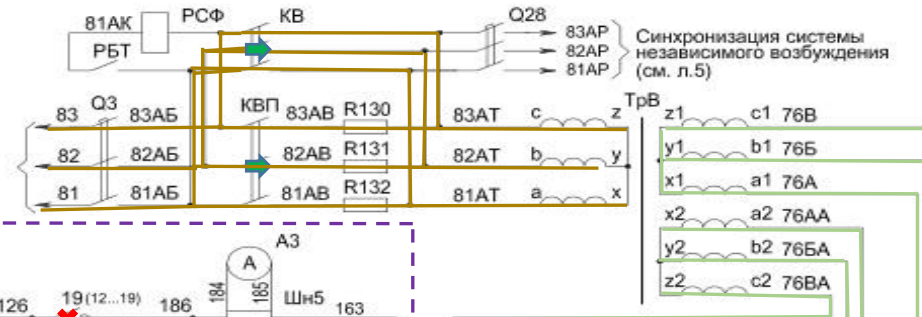 81АК РСФ КВ Q28
83АР
82АР
81АР
Синхронизация системы
независимого возбуждения
(см. л.5)
РБТ
83 Q3 83АБ КВП 83АВ R130 83АТ c z ТрВ z1 c1 76В
82 82АБ 82АВ R131 82АТ b y y1 b1 76Б
81 81АБ 81АВ R132 81АТ a x x1 a1 76А
x2 a2 76АА
y2 b2 76БА
z2 c2 76ВА
А3
А
126 19(12...19) 186 184 185 Шн5 163